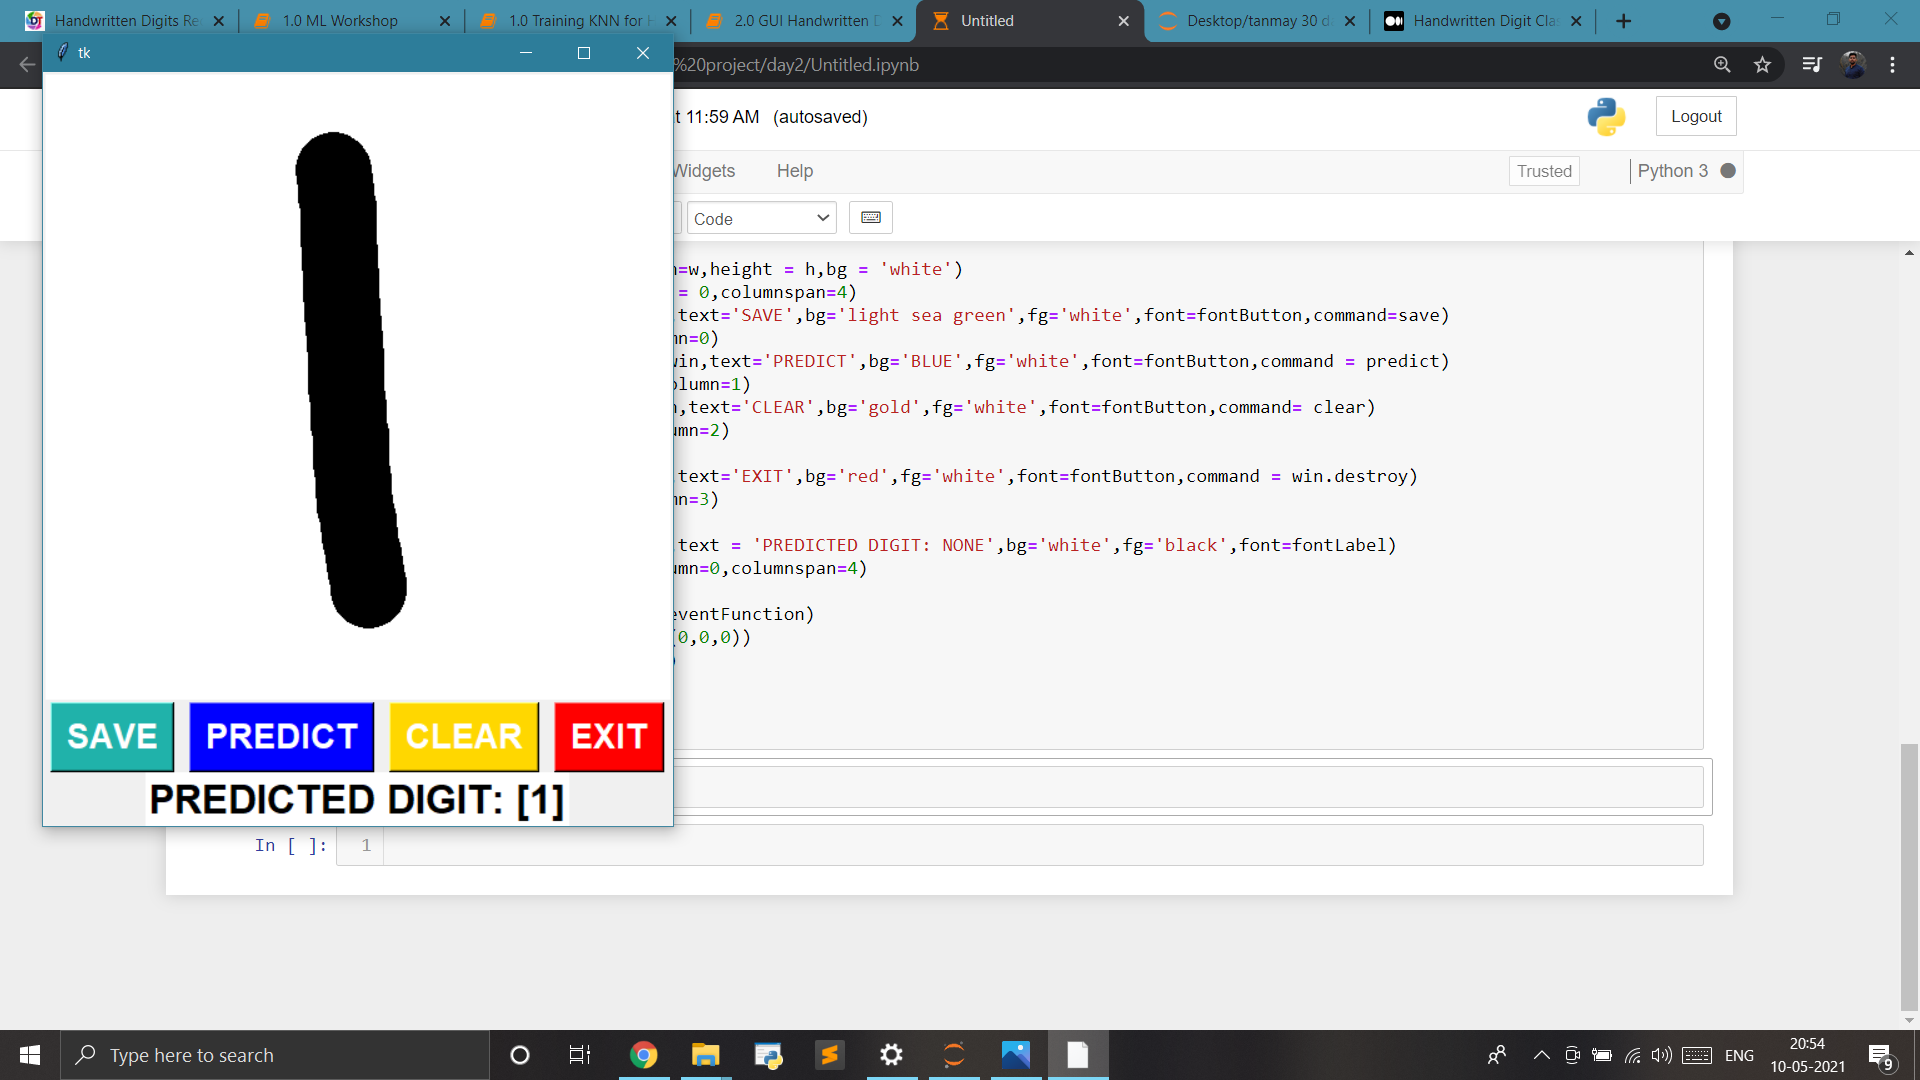 Handwritten Digits Re
1.0 ML Workshop
1.0 Training KNN for H
2.0 GUI Handwritten D
Untitled
Desktop/tanmay 30 d
Handwritten Digit Cla
tk
%20project/day2/Untitled.ipynb
t 11:59 AM (autosaved)
Logout
Widgets
Help
Trusted
Python 3
Code
=w,height = h,bg = 'white')
= 0,columnspan=4)
text='SAVE',bg='light sea green',fg='white',font=fontButton,command=save)
mn=0)
win,text='PREDICT',bg='BLUE',fg='white',font=fontButton,command = predict)
olumn=1)
n,text='CLEAR',bg='gold',fg='white',font=fontButton,command= clear)
umn=2)
text='EXIT',bg='red',fg='white',font=fontButton,command = win.destroy)
mn=3)
text = 'PREDICTED DIGIT: NONE',bg='white',fg='black',font=fontLabel)
umn=0,columnspan=4)
eventFunction)
(0,0,0))
)
SAVE
PREDICT
CLEAR
EXIT
PREDICTED DIGIT: [1]
In [ ]:
1
Type here to search
ENG
20:54
10-05-2021
9